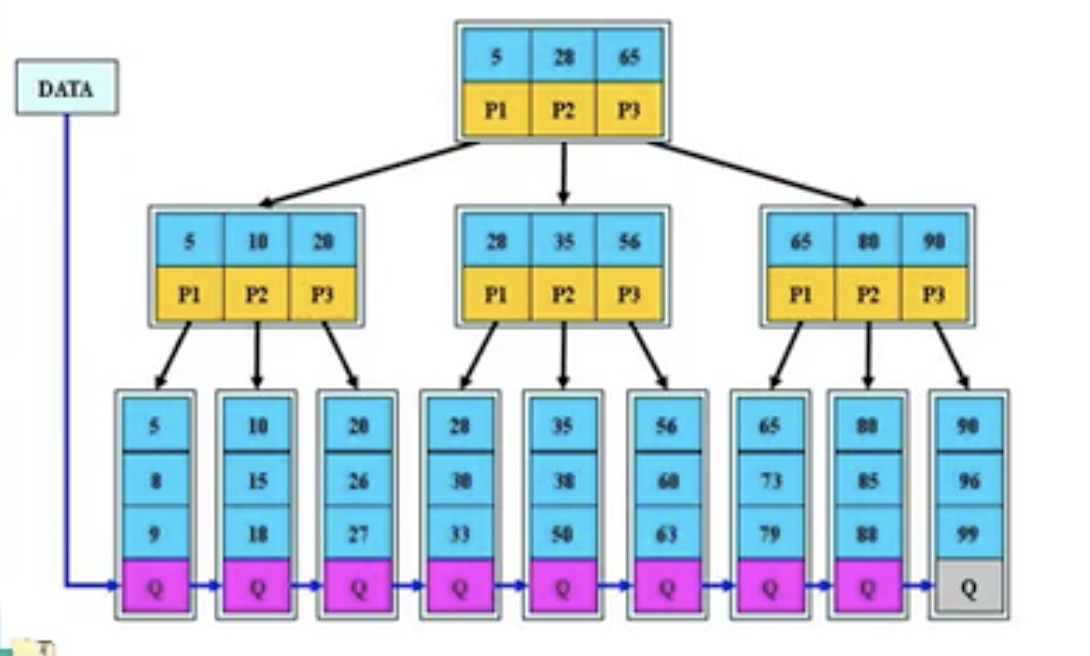 5 28 65
DATA
P1 P2 P3
5 10 20 28 35 56 65 80 90
P1 P2 P3 P1 P2 P3 P1 P2 P3
5 10 20 28 35 56 65 80 90
8 15 26 30 38 60 73 85 96
9 18 27 33 50 63 79 88 99
Q Q Q Q Q Q Q Q Q